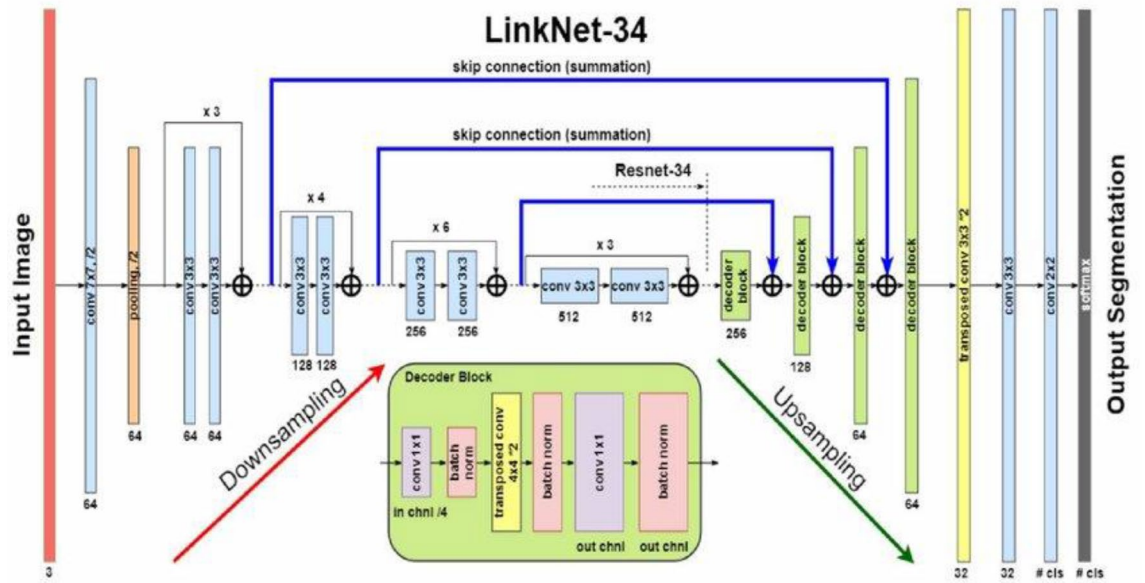 LinkNet-34
skip connection (summation)
x 3
skip connection (summation)
Resnet-34
x 4
x 6
x 3
Input Image
conv 7x7, /2
pooling, /2
conv 3x3
conv 3x3
conv 3x3
conv 3x3
conv 3x3
conv 3x3
conv 3x3
conv 3x3
decoder
block
decoder block
decoder block
decoder block
transposed conv 3x3 *2
conv 3x3
conv 2x2
softmax
Output Segmentation
256
256
512
512
256
128
128
128
64
64
64
64
64
64
3
32
32
# cls
# cls
Downsampling
Upsampling
Decoder Block
conv 1x1
batch
norm
transposed conv
4x4 *2
batch norm
conv 1x1
batch norm
in chnl /4
out chnl
out chnl